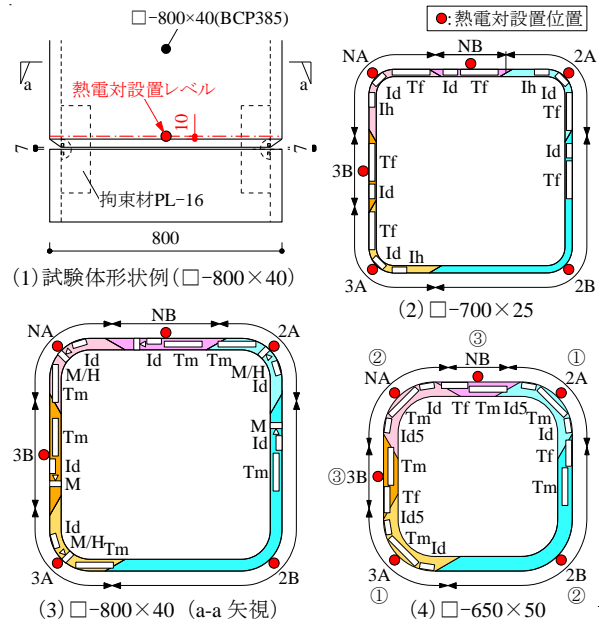 □-800×40(BCP385)
a
a
熱電対設置レベル
10
7
7
拘束材PL-16
800
(1)試験体形状例(□-800×40)
●:熱電対設置位置
NA
NB
2A
Id
Tf
Id
Tf
Ih
Id
Ih
Tf
Tf
Id
3B
Id
Tf
Tf
Id
Ih
3A
2B
(2)□-700×25
NA
NB
2A
Id
Id
Tm
Tm
M/H
M/H
Id
Tm
Tm
M
3B
Id
Id
M
Tm
Id
M/H
Tm
3A
2B
(3)□-800×40 (a-a 矢視)
③
②
NB
①
NA
2A
Tm
Id
Tf
Tm
Id5
Tm
Id5
Id
Tf
③3B
Tm
Tm
Tf
Id5
Tm
Id
3A
2B
①
②
(4)□-650×50